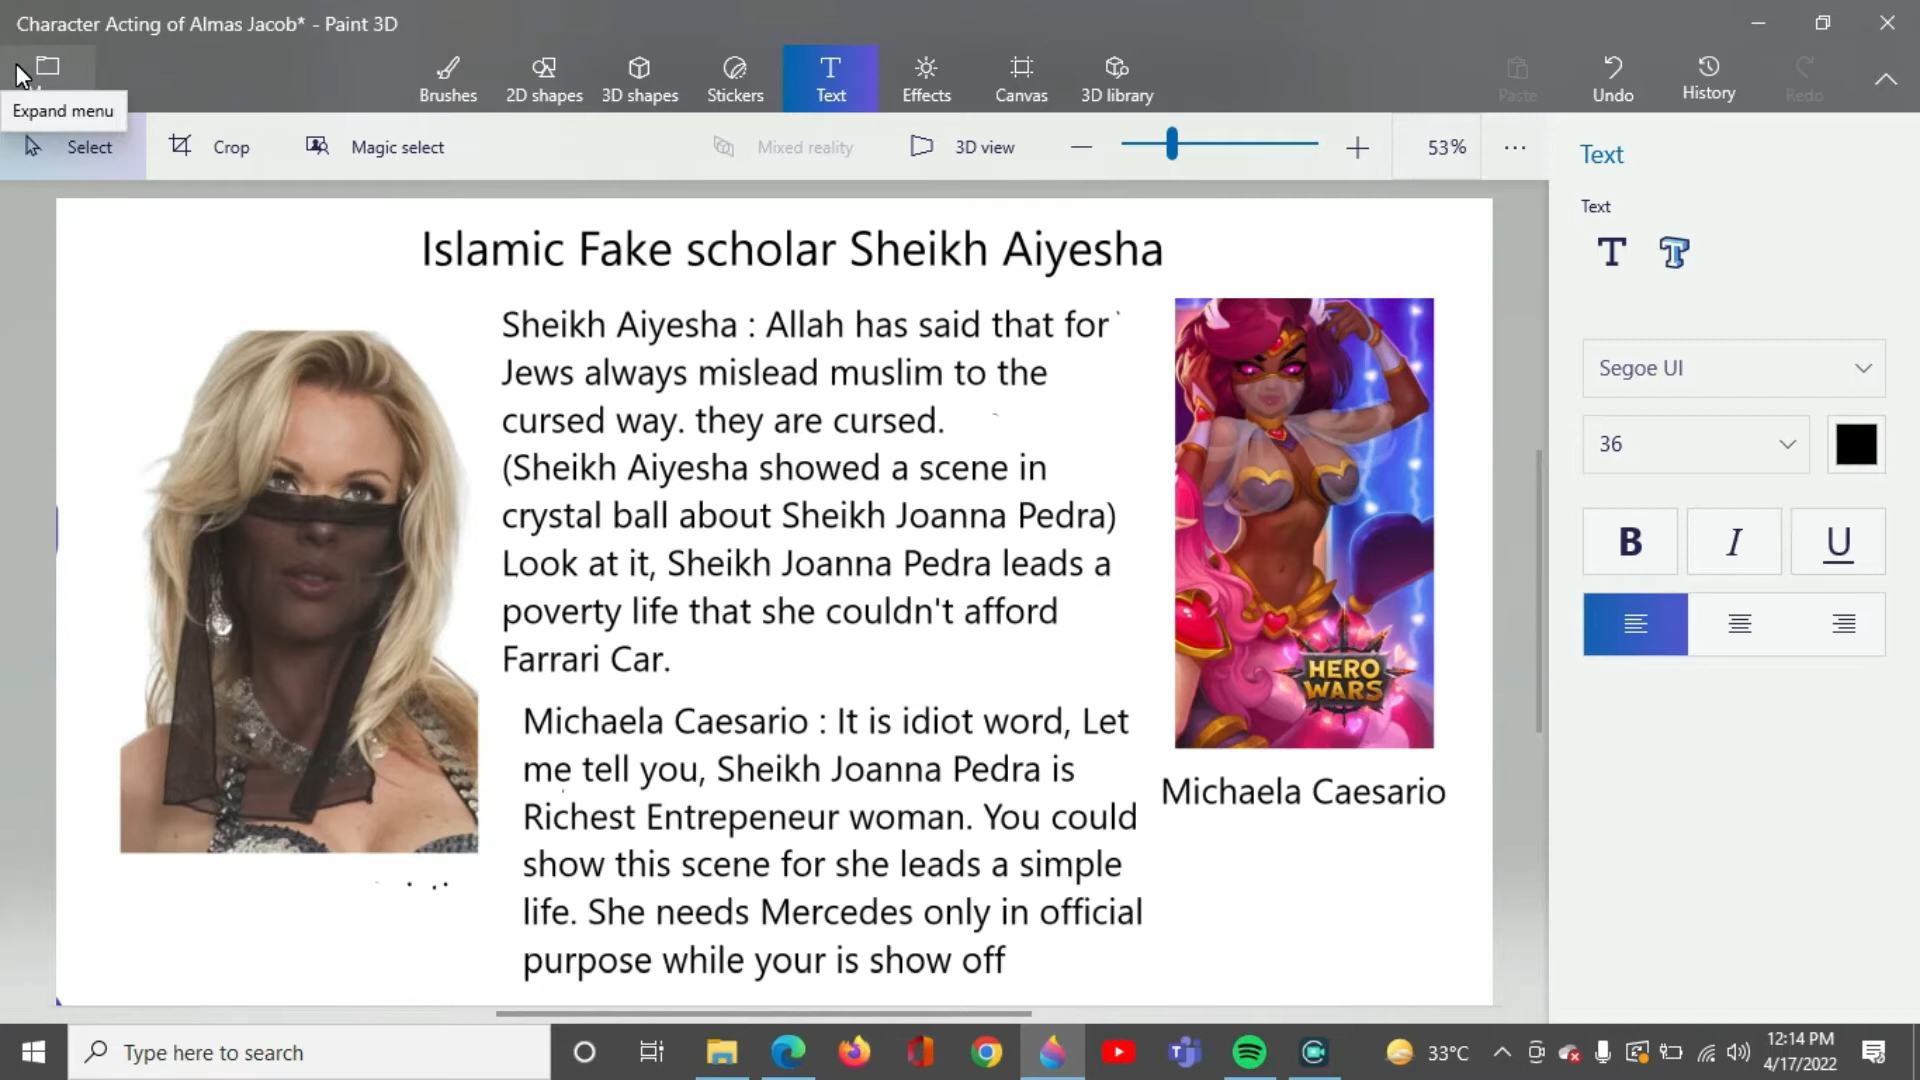 Character Acting of Almas Jacob* - Paint 3D
Brushes
2D shapes
3D shapes
Stickers
Text
Effects
Canvas
3D library
Paste
Undo
History
Redo
Expand menu
Select
Crop
Magic select
Mixed reality
3D view
53%
Text
Text
Segoe UI
36
B
I
U
Islamic Fake scholar Sheikh Aiyesha
Sheikh Aiyesha : Allah has said that for
Jews always mislead muslim to the
cursed way. they are cursed.
(Sheikh Aiyesha showed a scene in
crystal ball about Sheikh Joanna Pedra)
Look at it, Sheikh Joanna Pedra leads a
poverty life that she couldn't afford
Farrari Car.
Michaela Caesario : It is idiot word, Let
me tell you, Sheikh Joanna Pedra is
Richest Entrepeneur woman. You could
show this scene for she leads a simple
life. She needs Mercedes only in official
purpose while your is show off
HERO
WARS
Michaela Caesario
Type here to search
33°C
12:14 PM
4/17/2022